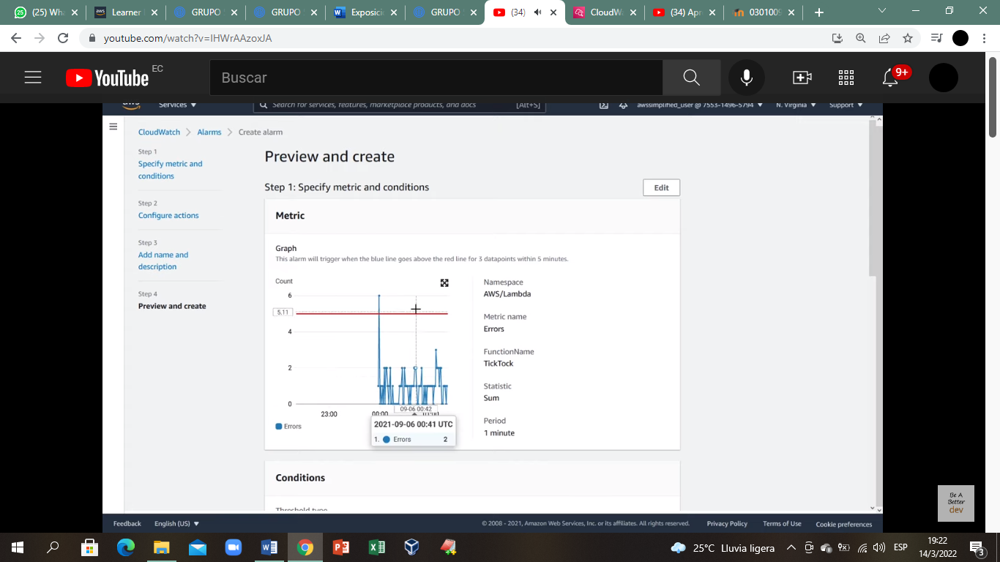 (25) Wha
Learner
GRUPO
GRUPO
Exposici
GRUPO
(34)
CloudWa
(34) Apr
0301009
youtube.com/watch?v=IHWrAAzoxJA
YouTube EC
Buscar
9+
aws
Services
Search for services, features, marketplace products, and docs
[Alt+S]
awssimplified_user @ 7553-1496-5794
N. Virginia
Support
CloudWatch
Alarms
Create alarm
Step 1
Specify metric and
conditions
Step 2
Configure actions
Step 3
Add name and
description
Step 4
Preview and create
Preview and create
Step 1: Specify metric and conditions
Edit
Metric
Graph
This alarm will trigger when the blue line goes above the red line for 3 datapoints within 5 minutes.
Count
6
5.11
4
2
0
23:00
00:00
01:00
09-06 00:42
Errors
2021-09-06 00:41 UTC
1. Errors 2
Namespace
AWS/Lambda
Metric name
Errors
FunctionName
TickTock
Statistic
Sum
Period
1 minute
Conditions
Threshold type
Be A
Better
dev
Feedback
English (US)
© 2008 - 2021, Amazon Web Services, Inc. or its affiliates. All rights reserved.
Privacy Policy
Terms of Use
Cookie preferences
25°C Lluvia ligera
ESP
19:22
14/3/2022
3